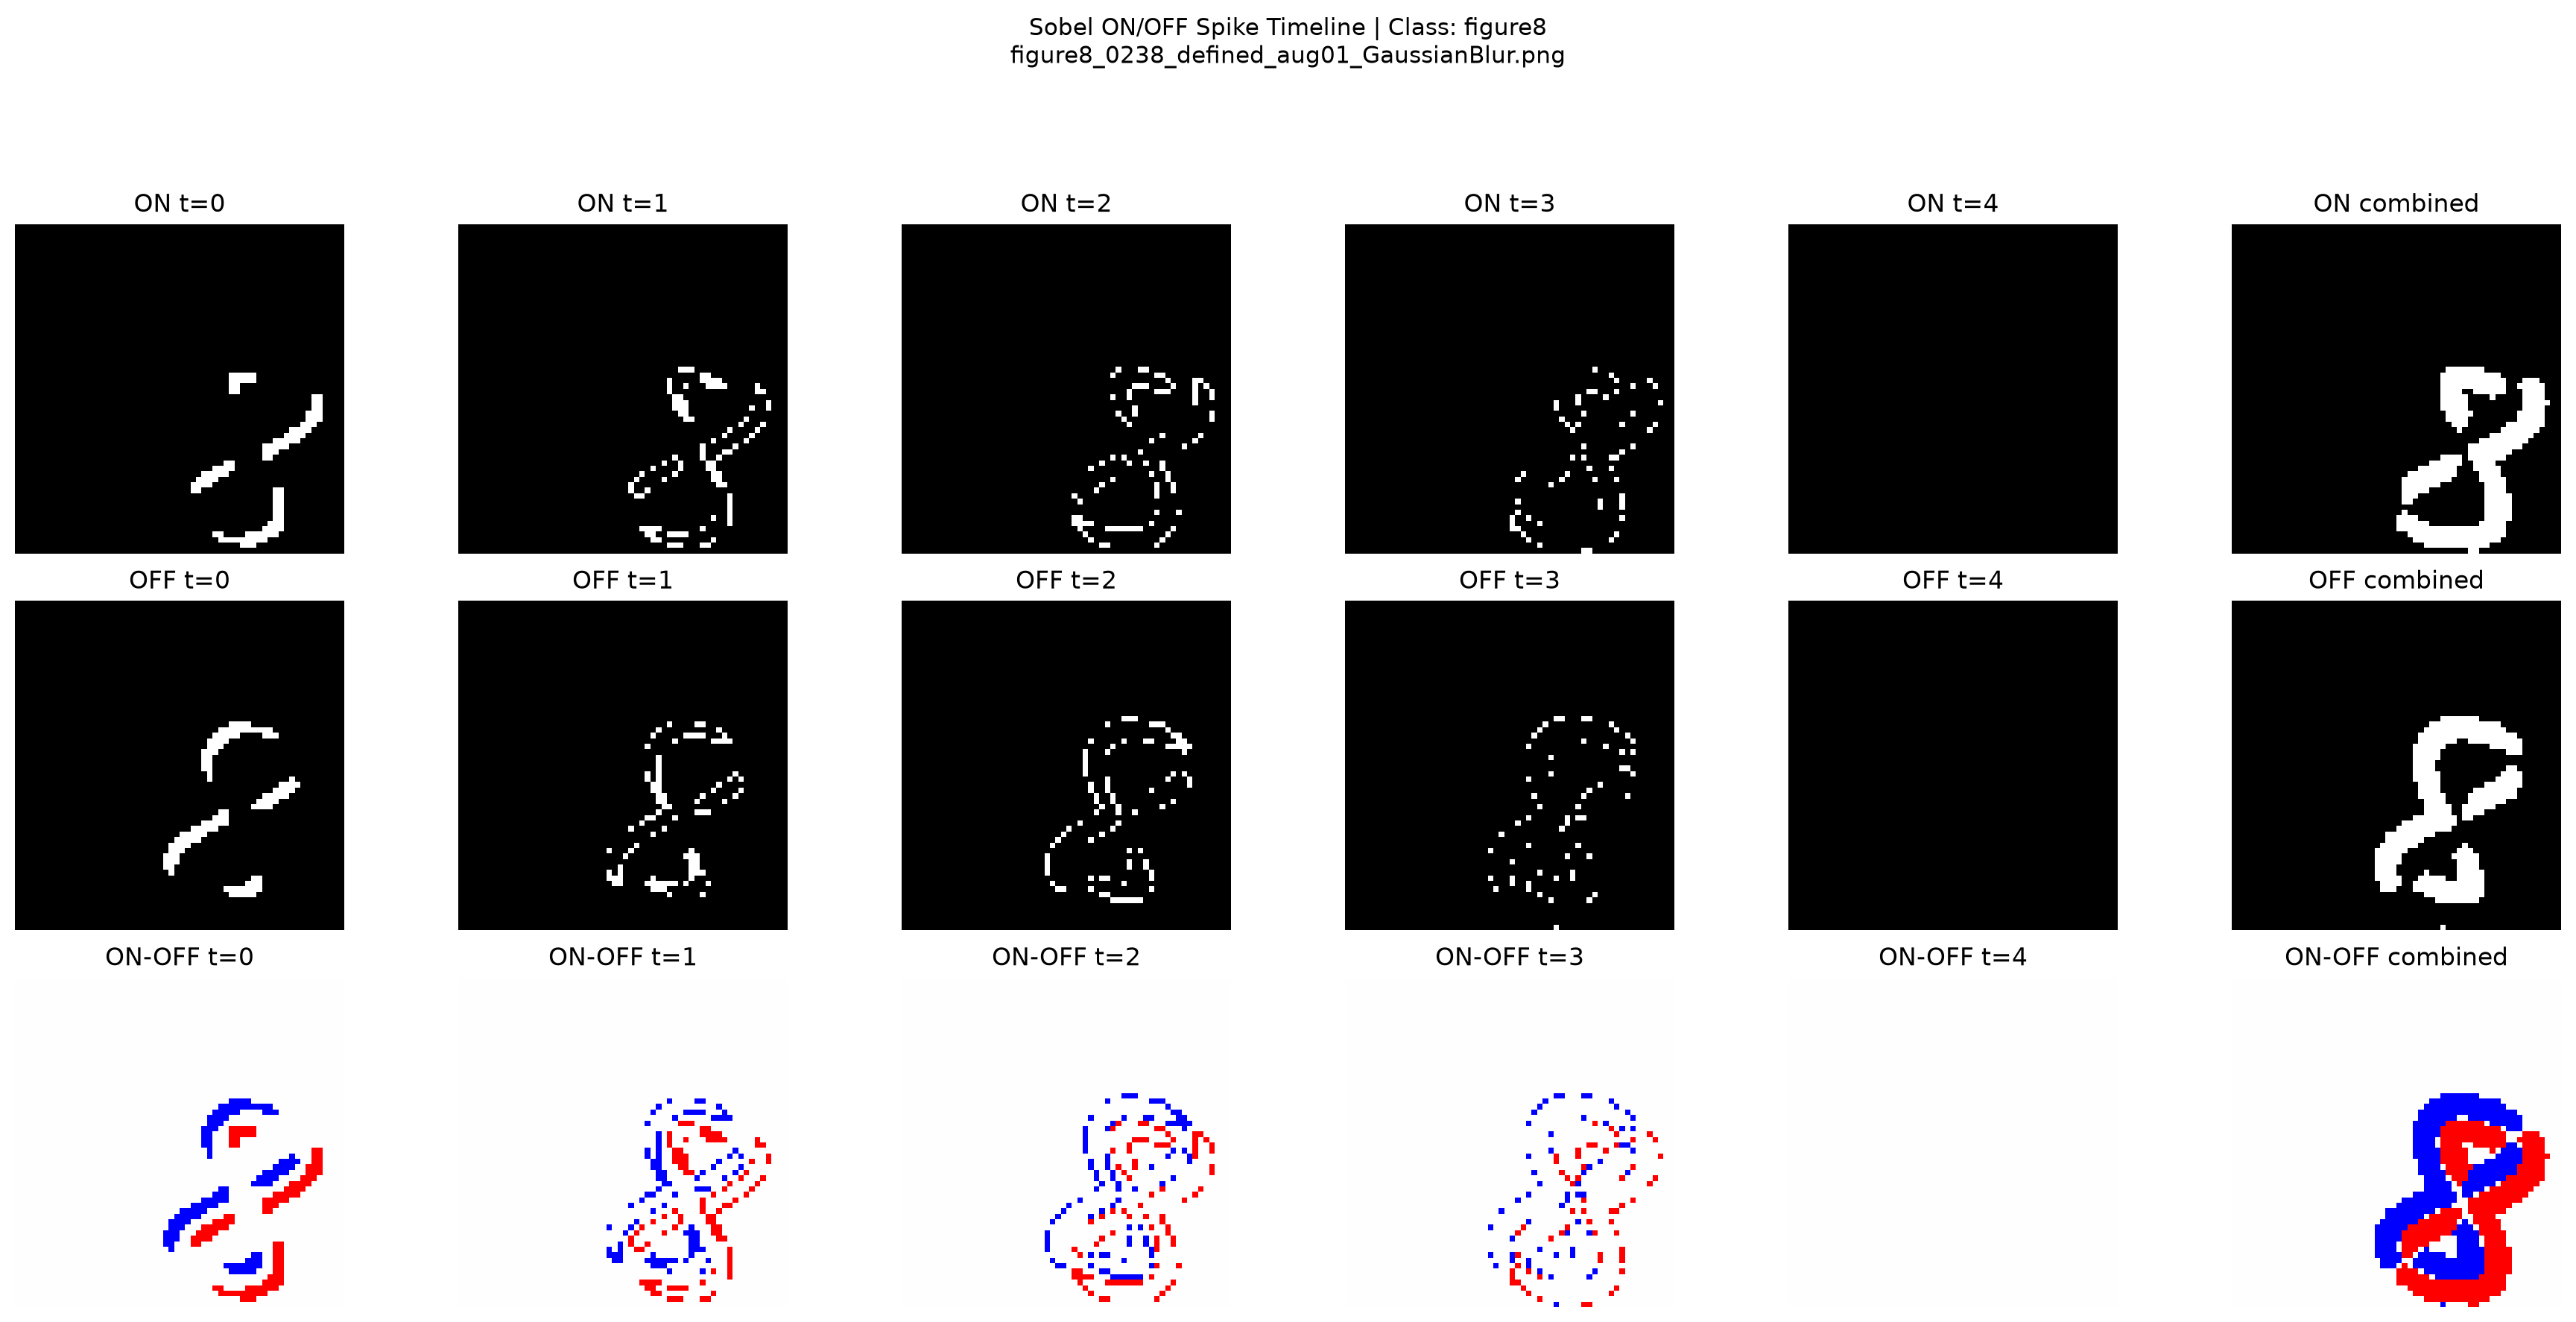 Sobel ON/OFF Spike Timeline | Class: figure8
figure8_0238_defined_aug01_GaussianBlur.png
ON t=0 ON t=1 ON t=2 ON t=3 ON t=4 ON combined
OFF t=0 OFF t=1 OFF t=2 OFF t=3 OFF t=4 OFF combined
ON-OFF t=0 ON-OFF t=1 ON-OFF t=2 ON-OFF t=3 ON-OFF t=4 ON-OFF combined